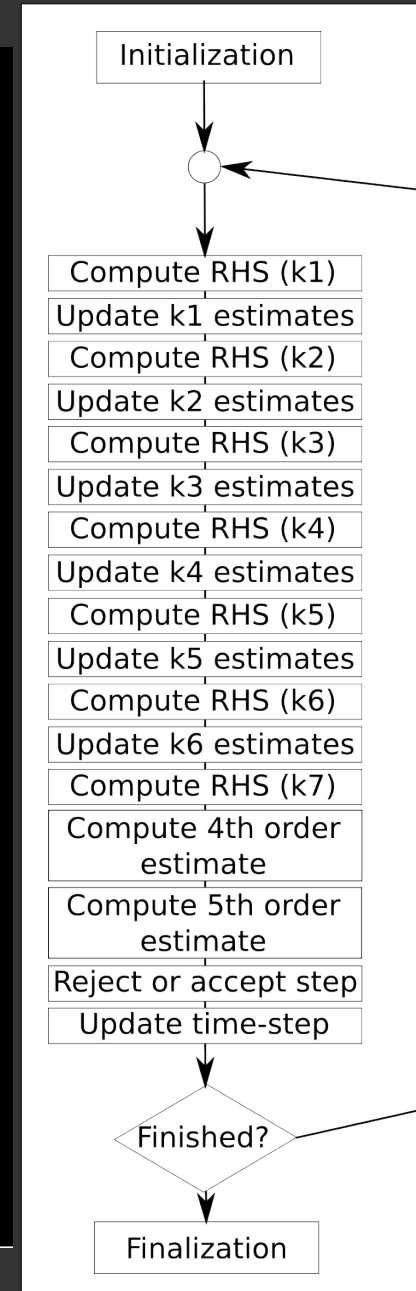 Initialization
Compute RHS (k1)
Update k1 estimates
Compute RHS (k2)
Update k2 estimates
Compute RHS (k3)
Update k3 estimates
Compute RHS (k4)
Update k4 estimates
Compute RHS (k5)
Update k5 estimates
Compute RHS (k6)
Update k6 estimates
Compute RHS (k7)
Compute 4th order
estimate
Compute 5th order
estimate
Reject or accept step
Update time-step
Finished?
Finalization